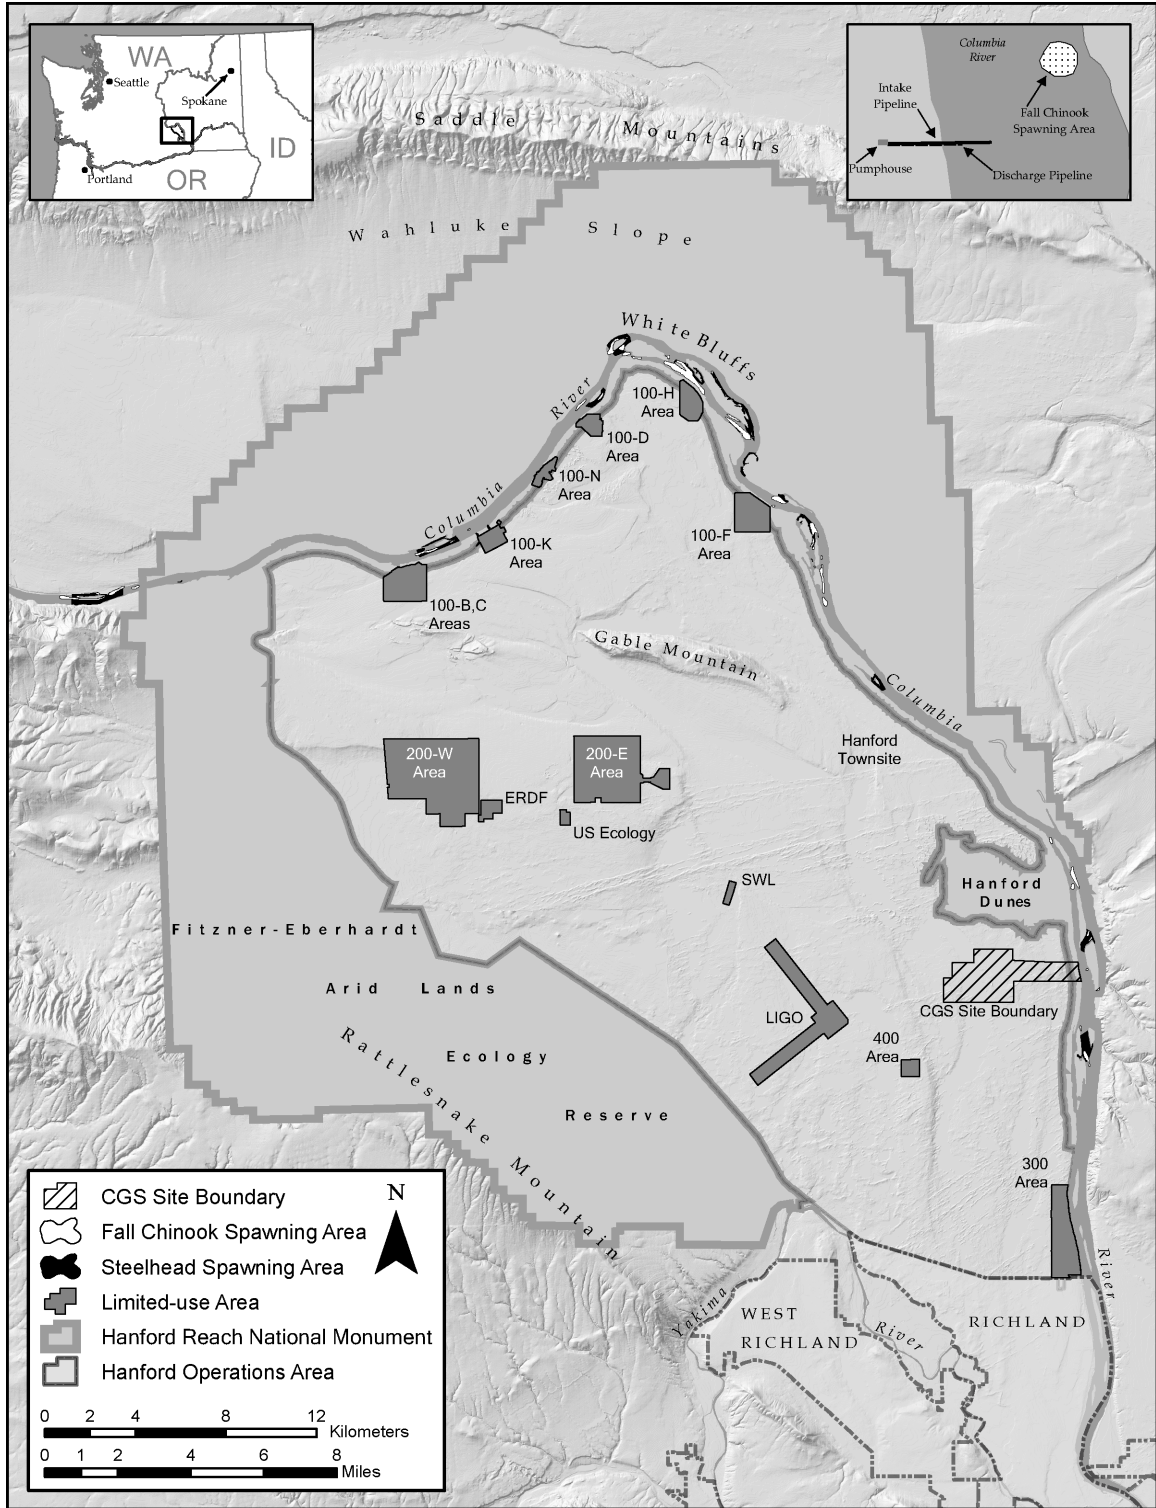 WA
Seattle
Spokane
ID
Portland
OR
Columbia
River
Intake
Pipeline
Fall Chinook
Spawning Area
Pumphouse
Discharge Pipeline
Saddle Mountains
Wahluke Slope
White Bluffs
River
100-H
Area
100-D
Area
100-N
Area
Columbia
100-K
Area
100-F
Area
100-B,C
Areas
Gable Mountain
Columbia
Hanford
Townsite
200-W
Area
200-E
Area
ERDF
US Ecology
SWL
Hanford
Dunes
Fitzner-Eberhardt
Arid Lands
Ecology
Reserve
Rattlesnake Mountain
LIGO
CGS Site Boundary
400
Area
300
Area
River
Yakima
River
WEST
RICHLAND
RICHLAND
CGS Site Boundary
Fall Chinook Spawning Area
Steelhead Spawning Area
Limited-use Area
Hanford Reach National Monument
Hanford Operations Area
N
0 2 4 8 12
Kilometers
0 1 2 4 6 8
Miles